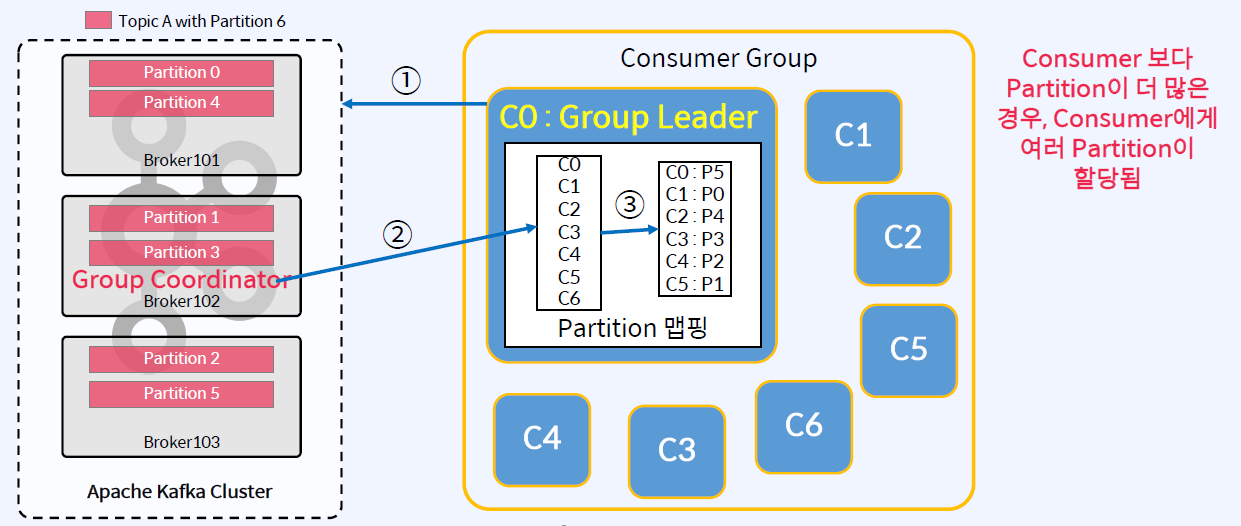 Topic A with Partition 6
Partition 0
Partition 4
Broker101
Partition 1
Partition 3
Group Coordinator
Broker102
Partition 2
Partition 5
Broker103
Apache Kafka Cluster
①
②
Consumer Group
C0 : Group Leader
C0
C1
C2
C3
C4
C5
C6
③
C0 : P5
C1 : P0
C2 : P4
C3 : P3
C4 : P2
C5 : P1
Partition 맵핑
C1
C2
C5
C6
C3
C4
Consumer 보다
Partition이 더 많은
경우, Consumer에게
여러 Partition이
할당됨